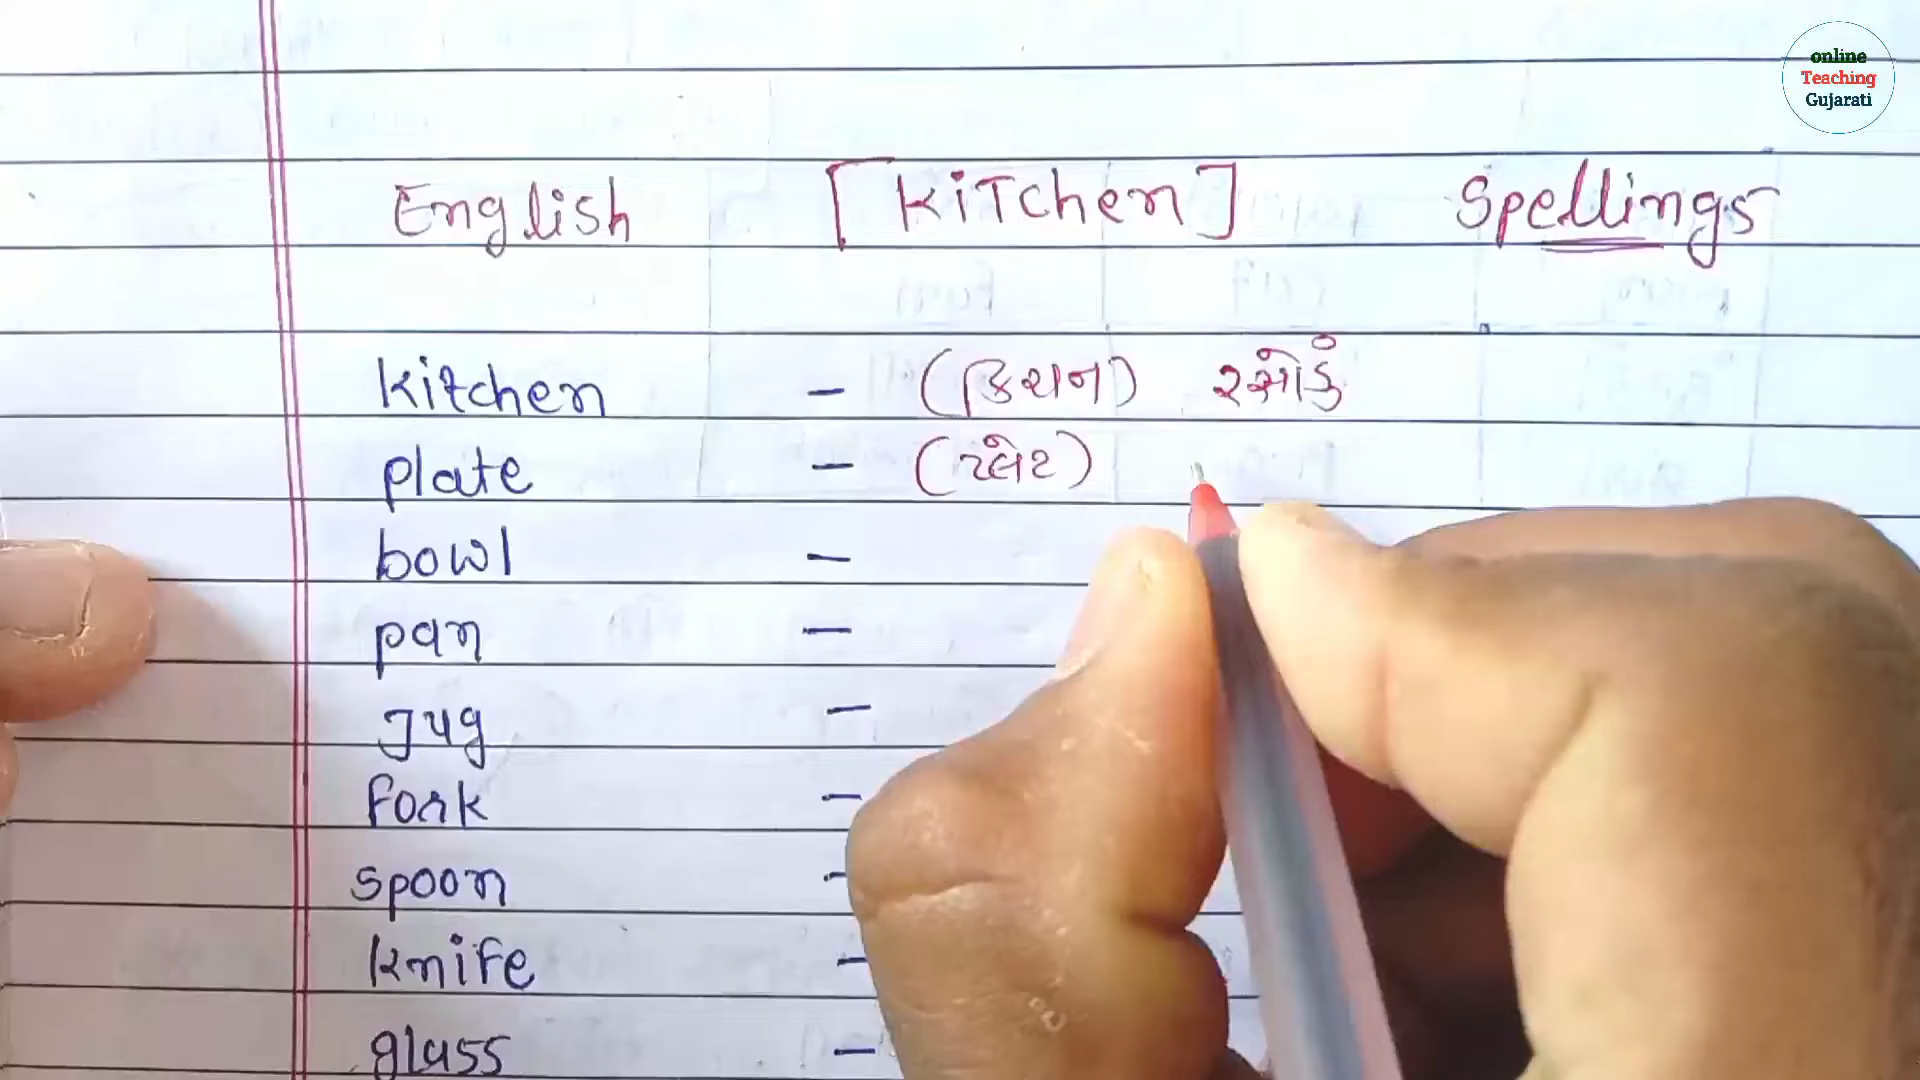 online
Teaching
Gujarati
English [KiTchen] Spellings
kitchen - (કિચન) રસોડું
plate - (પ્લેટ)
bowl -
pan -
Jug -
Fork -
spoon -
knife -
glass -